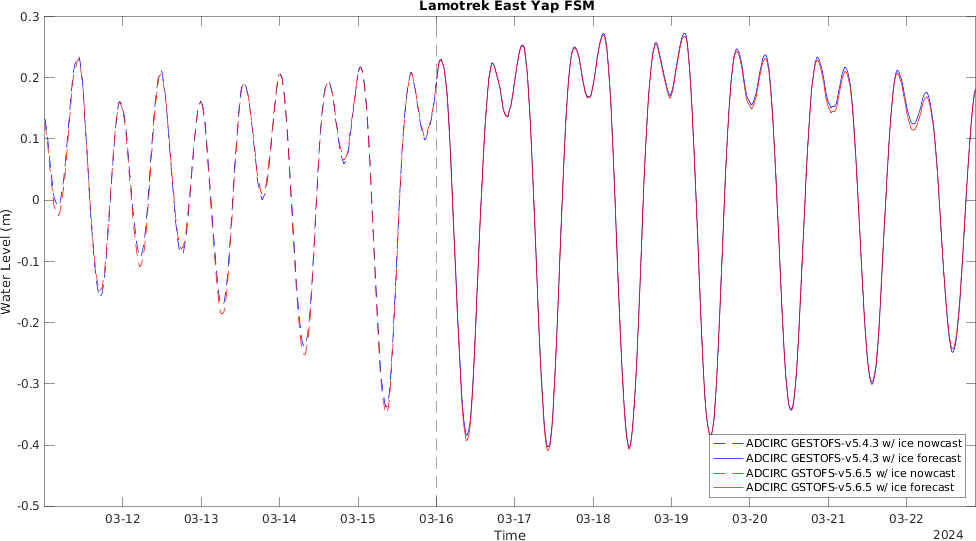 Lamotrek East Yap FSM
0.3
0.2
0.1
0
-0.1
-0.2
-0.3
-0.4
-0.5
Water Level (m)
ADCIRC GESTOFS-v5.4.3 w/ ice nowcast
ADCIRC GESTOFS-v5.4.3 w/ ice forecast
ADCIRC GSTOFS-v5.6.5 w/ ice nowcast
ADCIRC GSTOFS-v5.6.5 w/ ice forecast
03-12 03-13 03-14 03-15 03-16 03-17 03-18 03-19 03-20 03-21 03-22
Time
2024